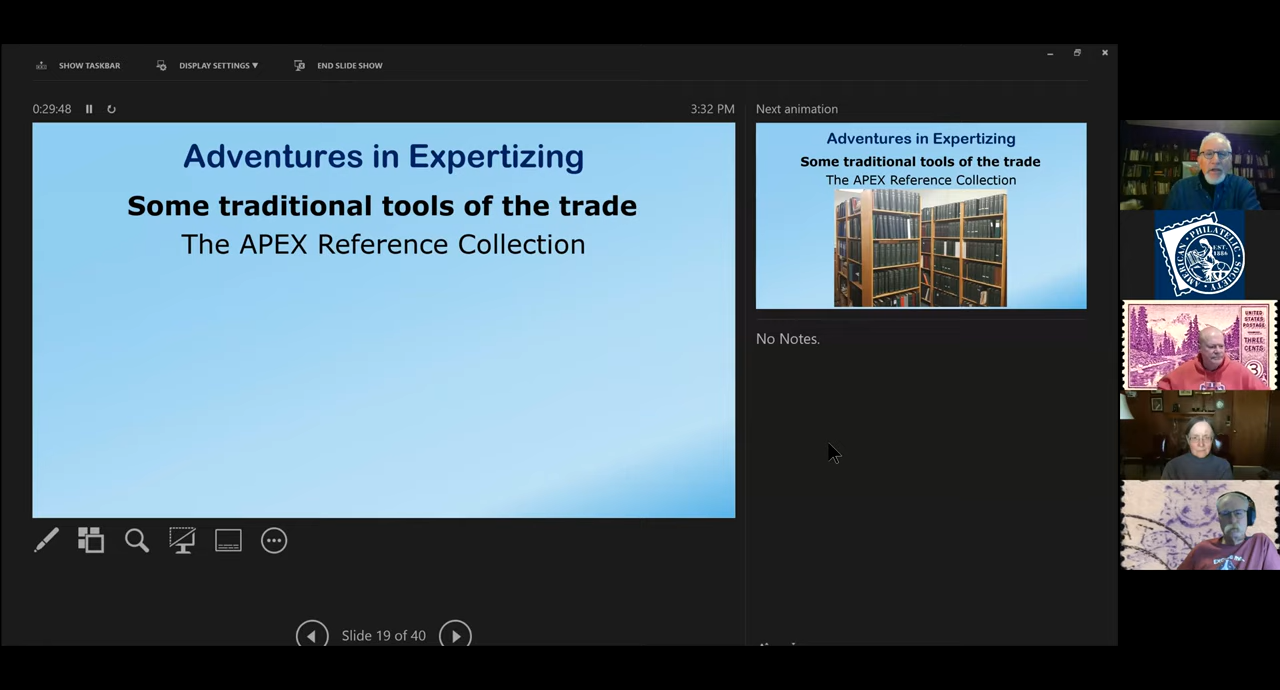 SHOW TASKBAR
DISPLAY SETTINGS ▼
END SLIDE SHOW
0:29:48
3:32 PM
Adventures in Expertizing
Some traditional tools of the trade
The APEX Reference Collection
Next animation
Adventures in Expertizing
Some traditional tools of the trade
The APEX Reference Collection
No Notes.
Slide 19 of 40
AMERICAN PHILATELIC SOCIETY
EST.
1886
UNITED
STATES
POSTAGE
THREE
CENTS
3